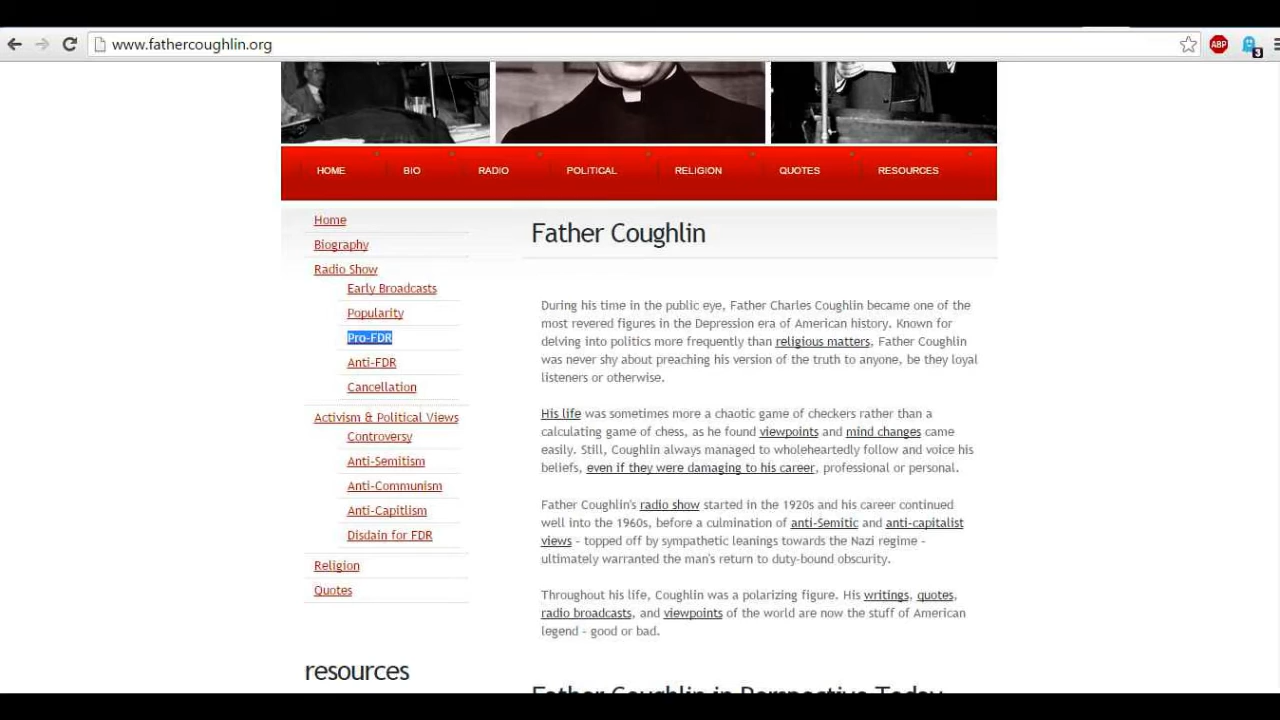 www.fathercoughlin.org
ABP
3
HOME BIO RADIO POLITICAL RELIGION QUOTES RESOURCES
Home
Biography
Radio Show
Early Broadcasts
Popularity
Pro-FDR
Anti-FDR
Cancellation
Activism & Political Views
Controversy
Anti-Semitism
Anti-Communism
Anti-Capitlism
Disdain for FDR
Religion
Quotes
resources
Father Coughlin
During his time in the public eye, Father Charles Coughlin became one of the
most revered figures in the Depression era of American history. Known for
delving into politics more frequently than religious matters, Father Coughlin
was never shy about preaching his version of the truth to anyone, be they loyal
listeners or otherwise.
His life was sometimes more a chaotic game of checkers rather than a
calculating game of chess, as he found viewpoints and mind changes came
easily. Still, Coughlin always managed to wholeheartedly follow and voice his
beliefs, even if they were damaging to his career, professional or personal.
Father Coughlin's radio show started in the 1920s and his career continued
well into the 1960s, before a culmination of anti-Semitic and anti-capitalist
views - topped off by sympathetic leanings towards the Nazi regime -
ultimately warranted the man's return to duty-bound obscurity.
Throughout his life, Coughlin was a polarizing figure. His writings, quotes,
radio broadcasts, and viewpoints of the world are now the stuff of American
legend - good or bad.
Father Coughlin in Perspective Today